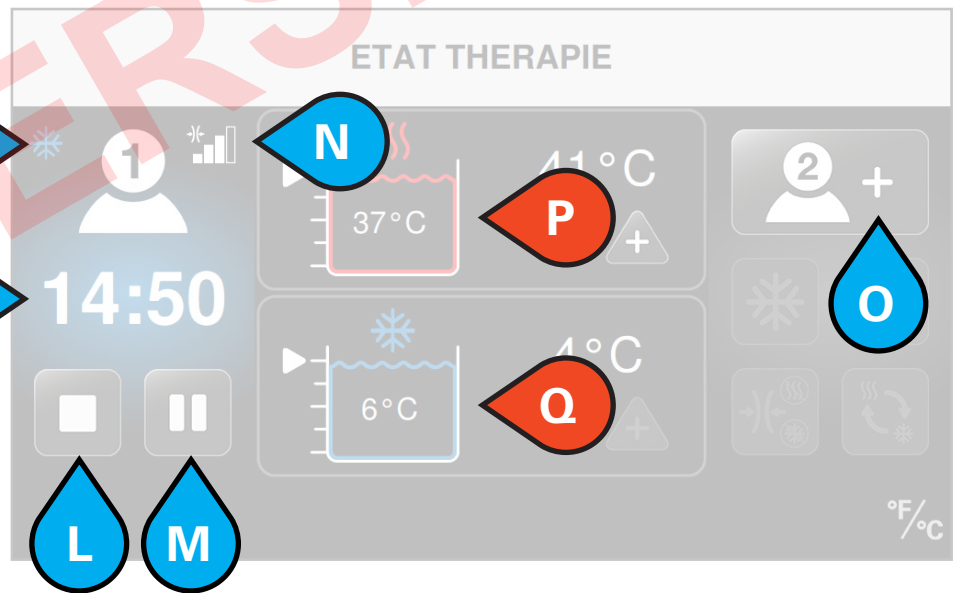 ERS
ETAT THERAPIE
1
N
41°C
2
+
37°C
P
+
14:50
O
4°C
6°C
Q
+
L
M
°F/°C